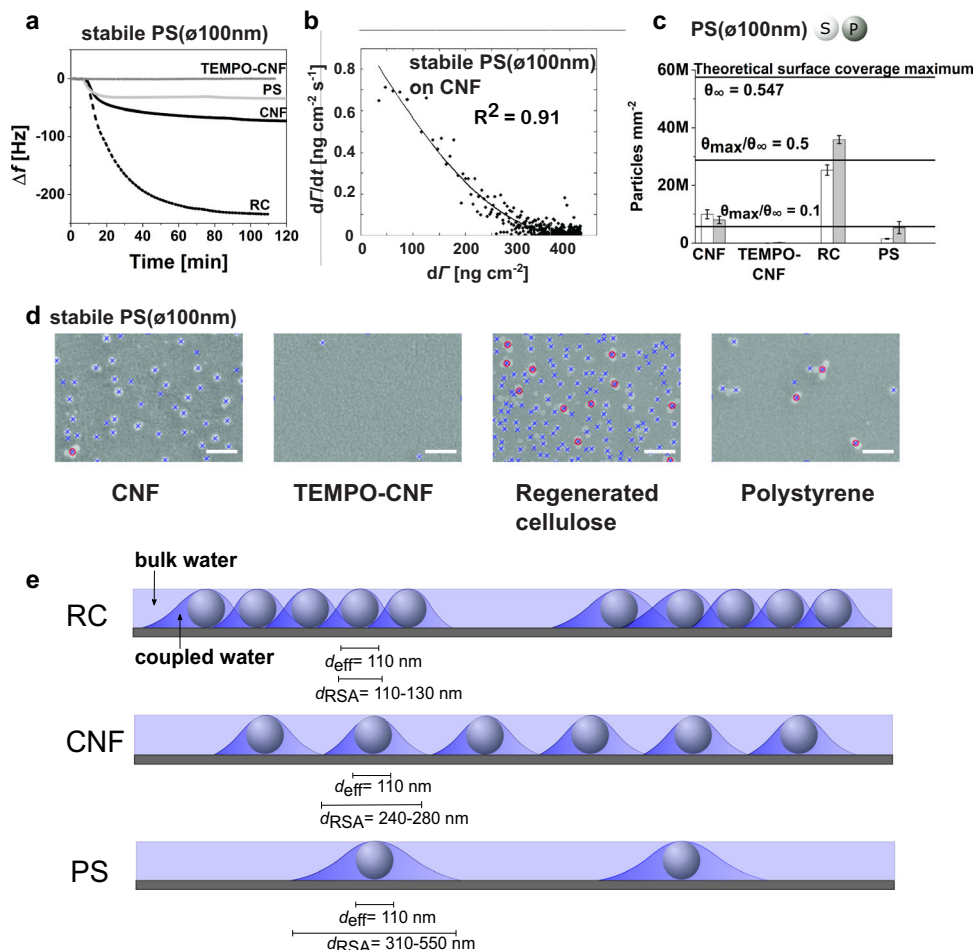 a
stabile PS(ø100nm)
TEMPO-CNF
PS
CNF
RC
0
-100
-200
Δf [Hz]
0 20 40 60 80 100 120
Time [min]
b
stabile PS(ø100nm)
on CNF
R² = 0.91
0.8
0.6
0.4
0.2
0
dΓ/dt [ng cm⁻² s⁻¹]
0 100 200 300 400
dΓ [ng cm⁻²]
c
PS(ø100nm) S P
Theoretical surface coverage maximum
θ∞ = 0.547
θmax/θ∞ = 0.5
θmax/θ∞ = 0.1
60M
40M
20M
0
Particles mm⁻²
CNF TEMPO- RC PS
CNF
d stabile PS(ø100nm)
CNF
TEMPO-CNF
Regenerated
cellulose
Polystyrene
e
bulk water
RC
coupled water
deff= 110 nm
dRSA= 110-130 nm
CNF
deff= 110 nm
dRSA= 240-280 nm
PS
deff= 110 nm
dRSA= 310-550 nm